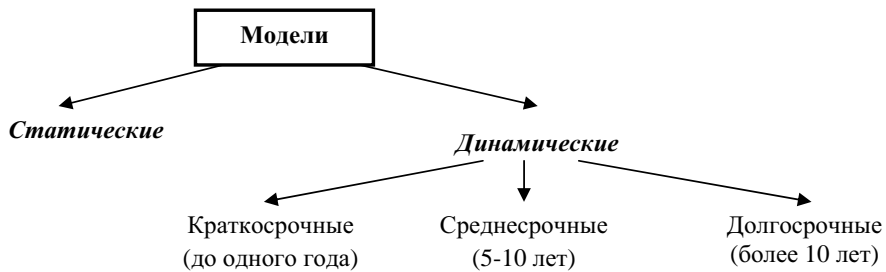 Модели
Статические
Динамические
Краткосрочные
(до одного года)
Среднесрочные
(5-10 лет)
Долгосрочные
(более 10 лет)